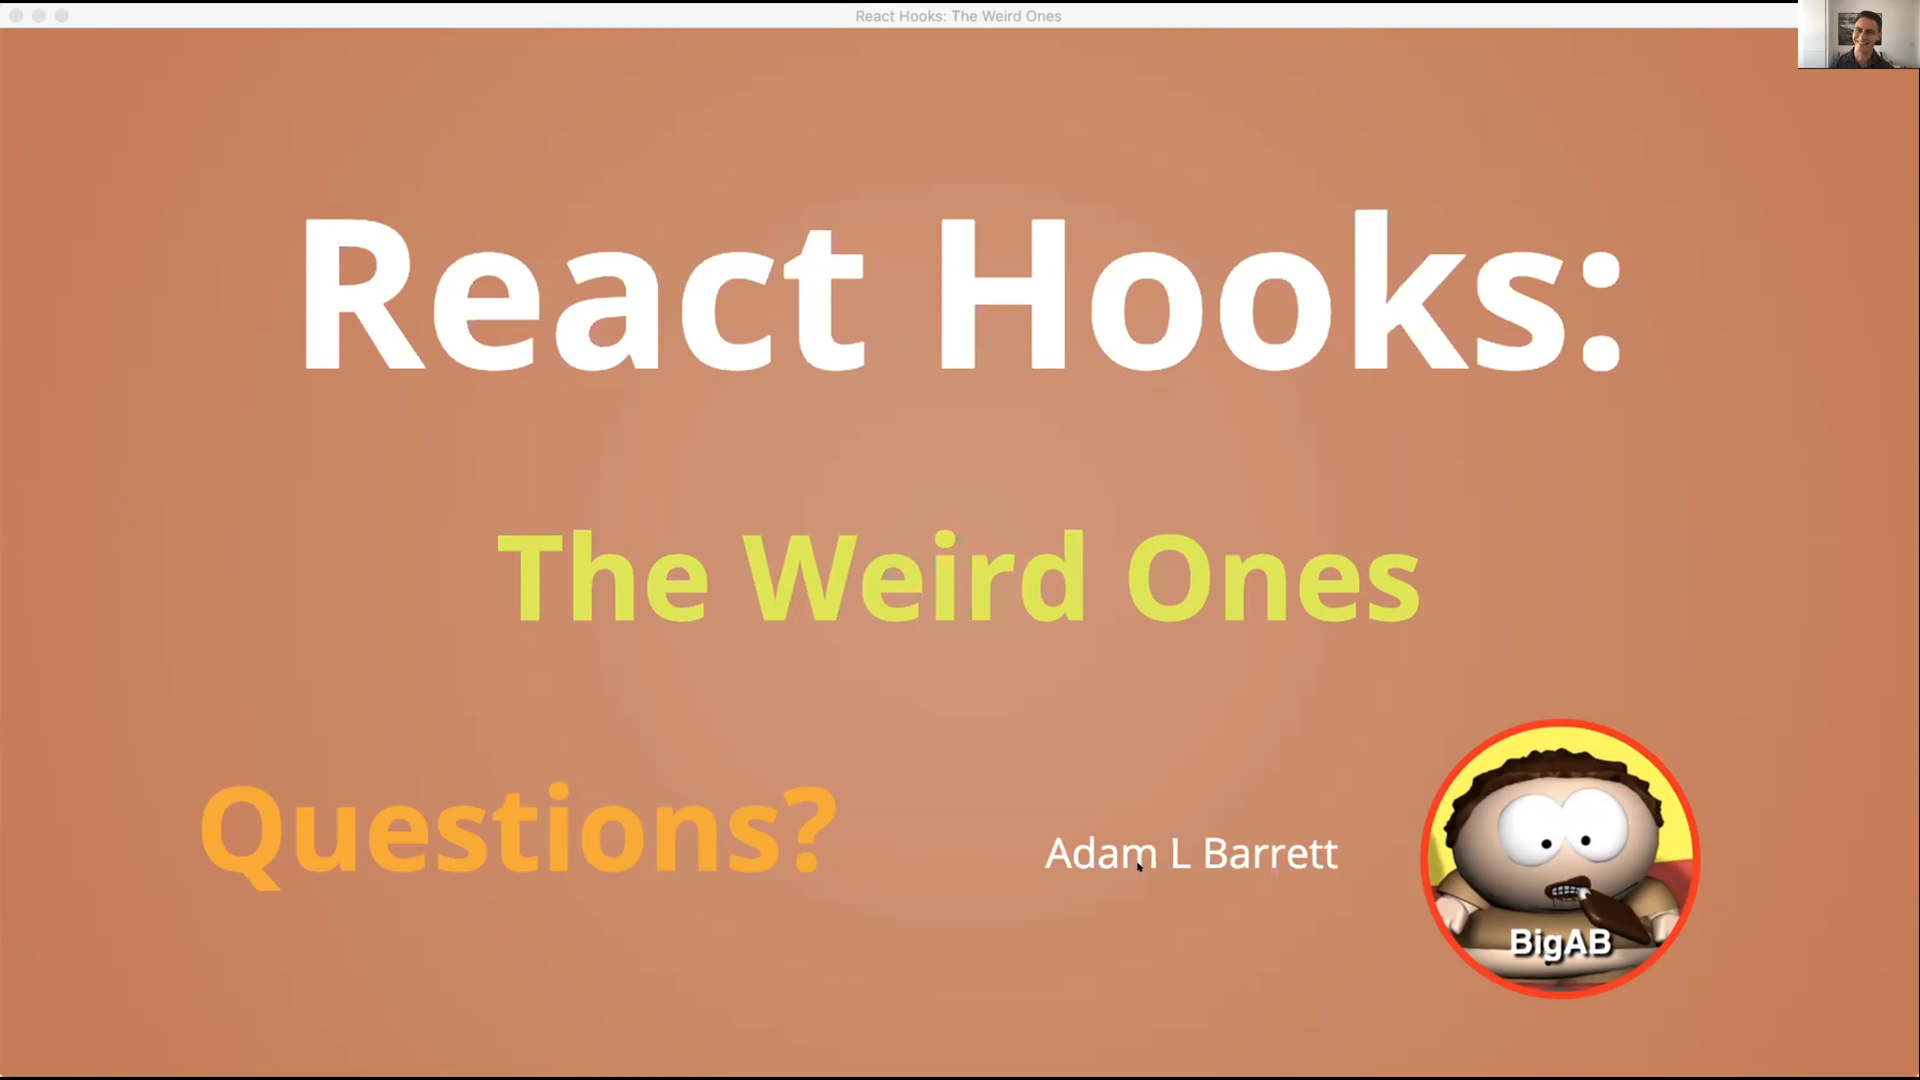 React Hooks: The Weird Ones
React Hooks:
The Weird Ones
Questions?
Adam L Barrett
BigAB